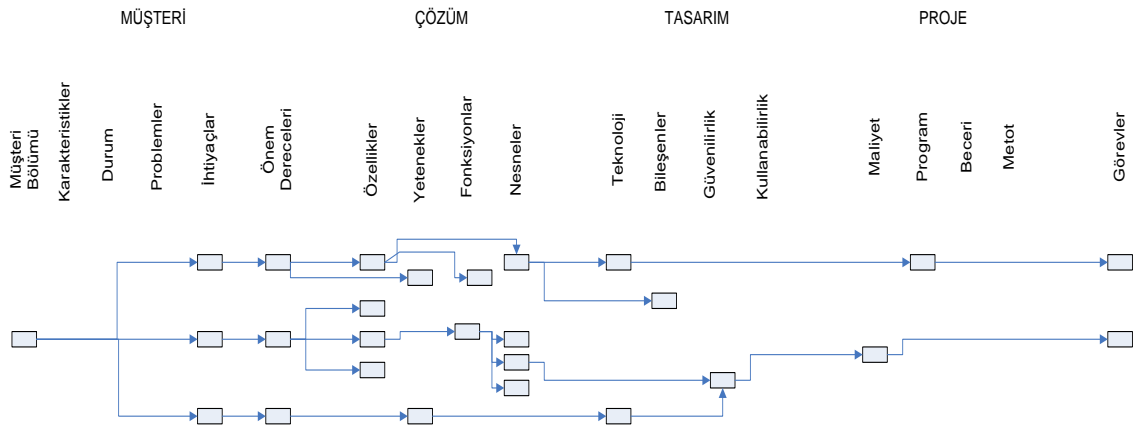 MÜŞTERİ
ÇÖZÜM
TASARIM
PROJE
Müşteri
Bölümü
Karakteristikler
Durum
Problemler
İhtiyaçlar
Önem
Dereceleri
Özellikler
Yetenekler
Fonksiyonlar
Nesneler
Teknoloji
Bileşenler
Güvenilirlik
Kullanabilirlik
Maliyet
Program
Beceri
Metot
Görevler